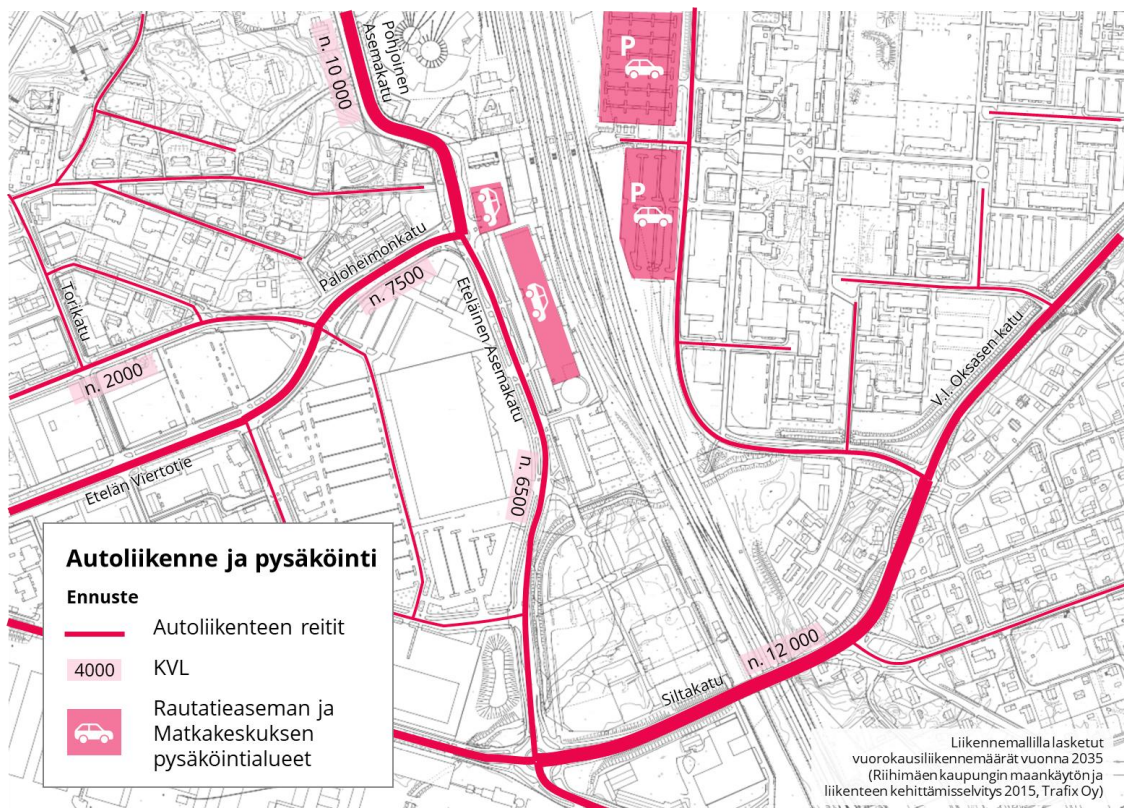 Pohjoinen
Asemakatu
n. 10 000
P
P
Paloheimonkatu
n. 7500
Torikatu
Eteläinen Asemakatu
n. 2000
V.I. Oksasen katu
Etelän Viertotie
n. 6500
n. 12 000
Siltakatu
Autoliikenne ja pysäköinti
Ennuste
Autoliikenteen reitit
4000
KVL
Rautatieaseman ja
Matkakeskuksen
pysäköintialueet
Liikennemallilla lasketut
vuorokausiliikennemäärät vuonna 2035
(Riihimäen kaupungin maankäytön ja
liikenteen kehittämisselvitys 2015, Trafix Oy)